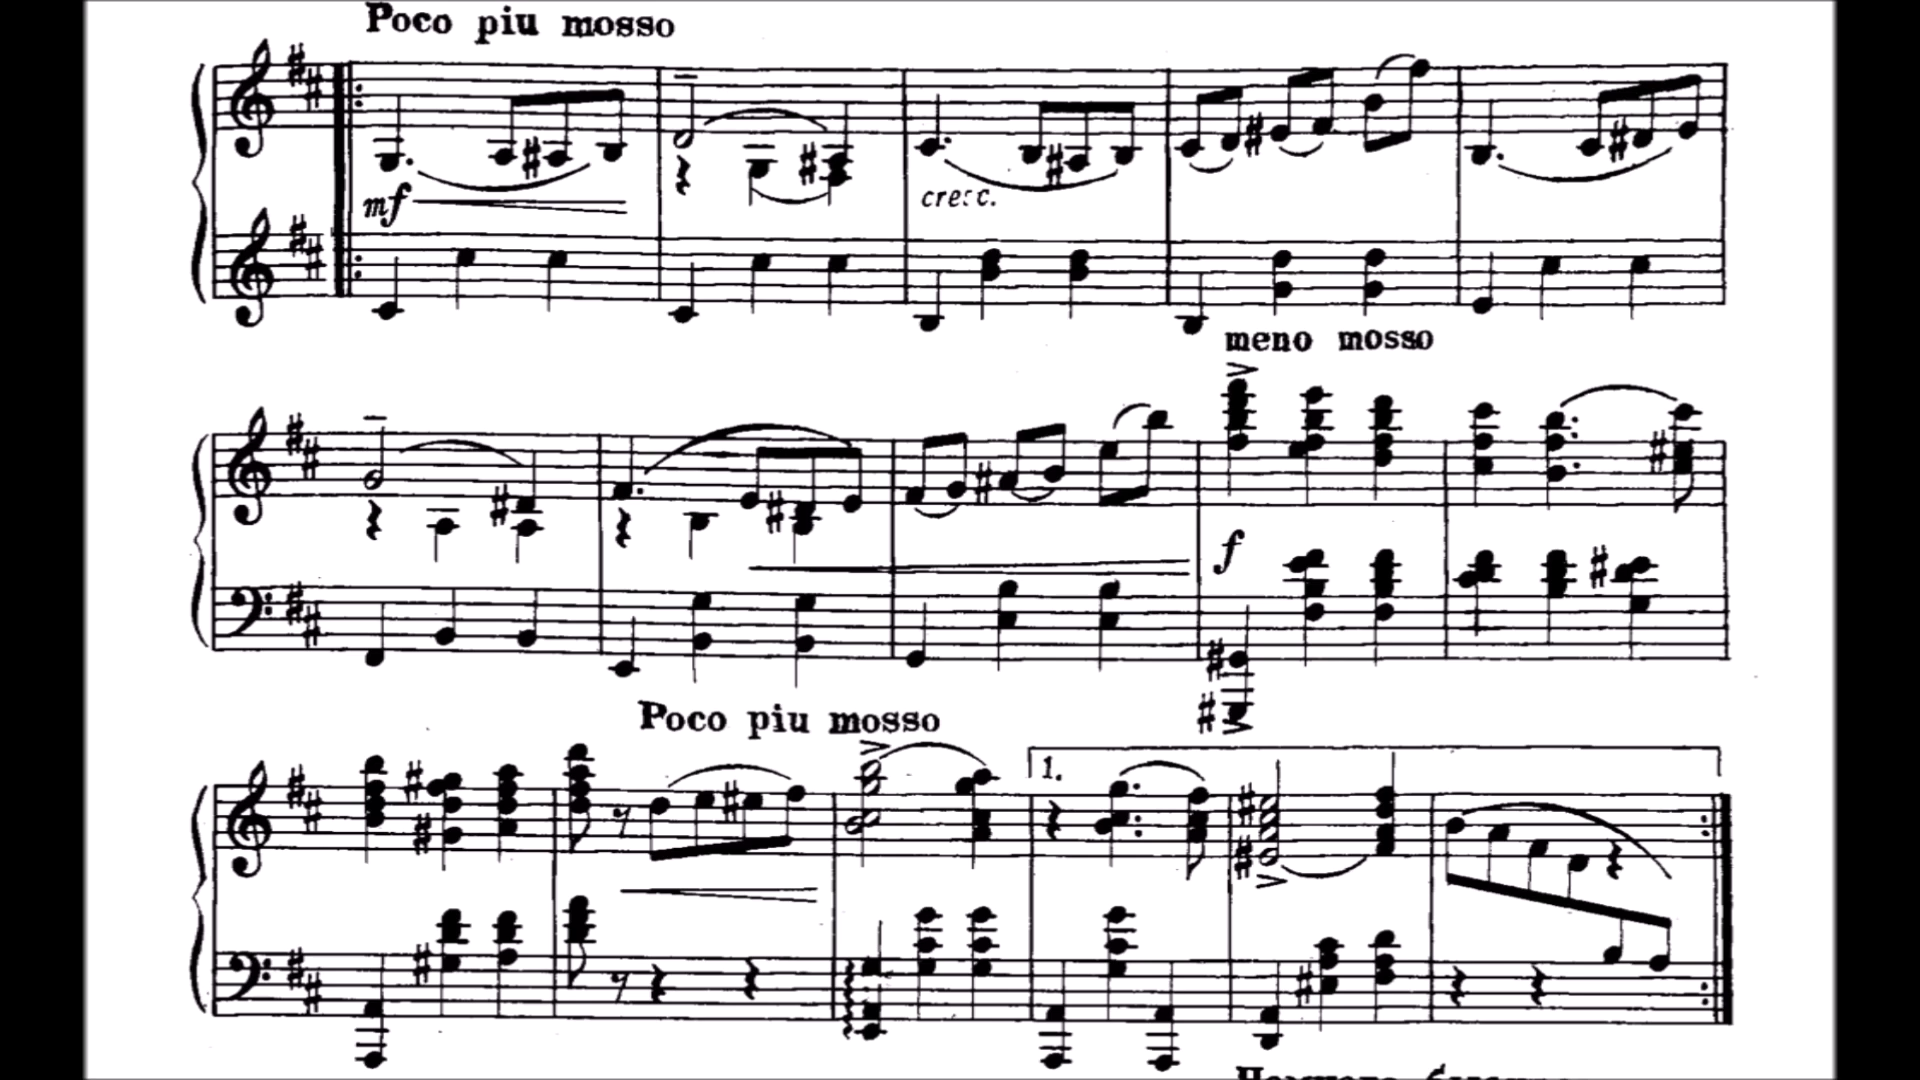 Poco piu mosso
mf
cresc.
meno mosso
f
Poco piu mosso
1.